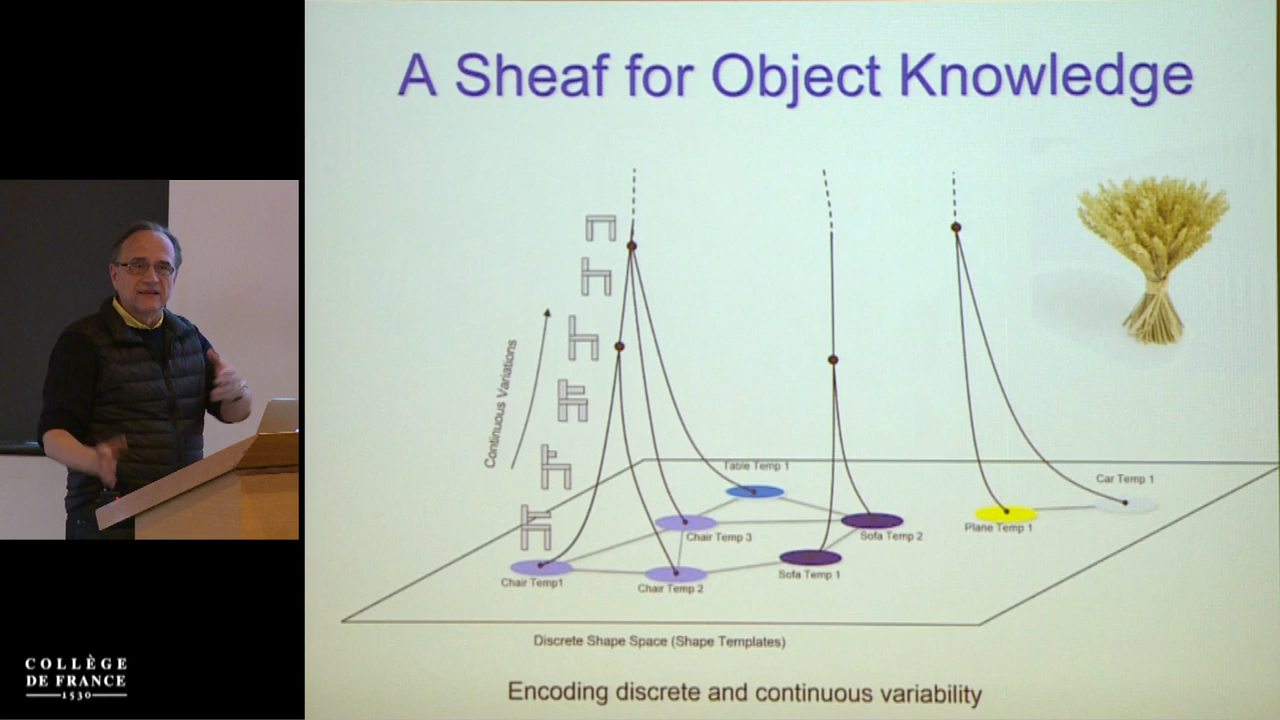 A Sheaf for Object Knowledge
Continuous Variations
Table Temp 1
Car Temp 1
Chair Temp 3
Sofa Temp 2
Plane Temp 1
Chair Temp1
Chair Temp 2
Sofa Temp 1
Discrete Shape Space (Shape Templates)
Encoding discrete and continuous variability
COLLÈGE
DE FRANCE
1530